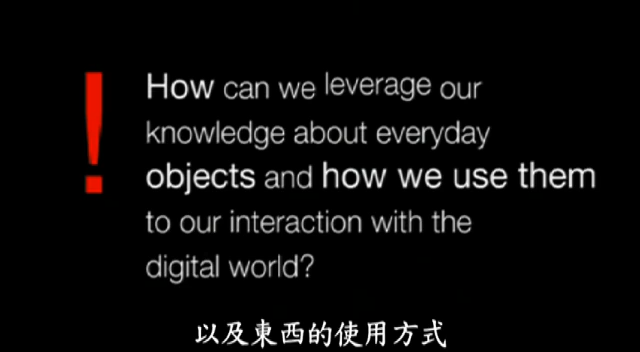 !
How can we leverage our
knowledge about everyday
objects and how we use them
to our interaction with the
digital world?
以及東西的使用方式